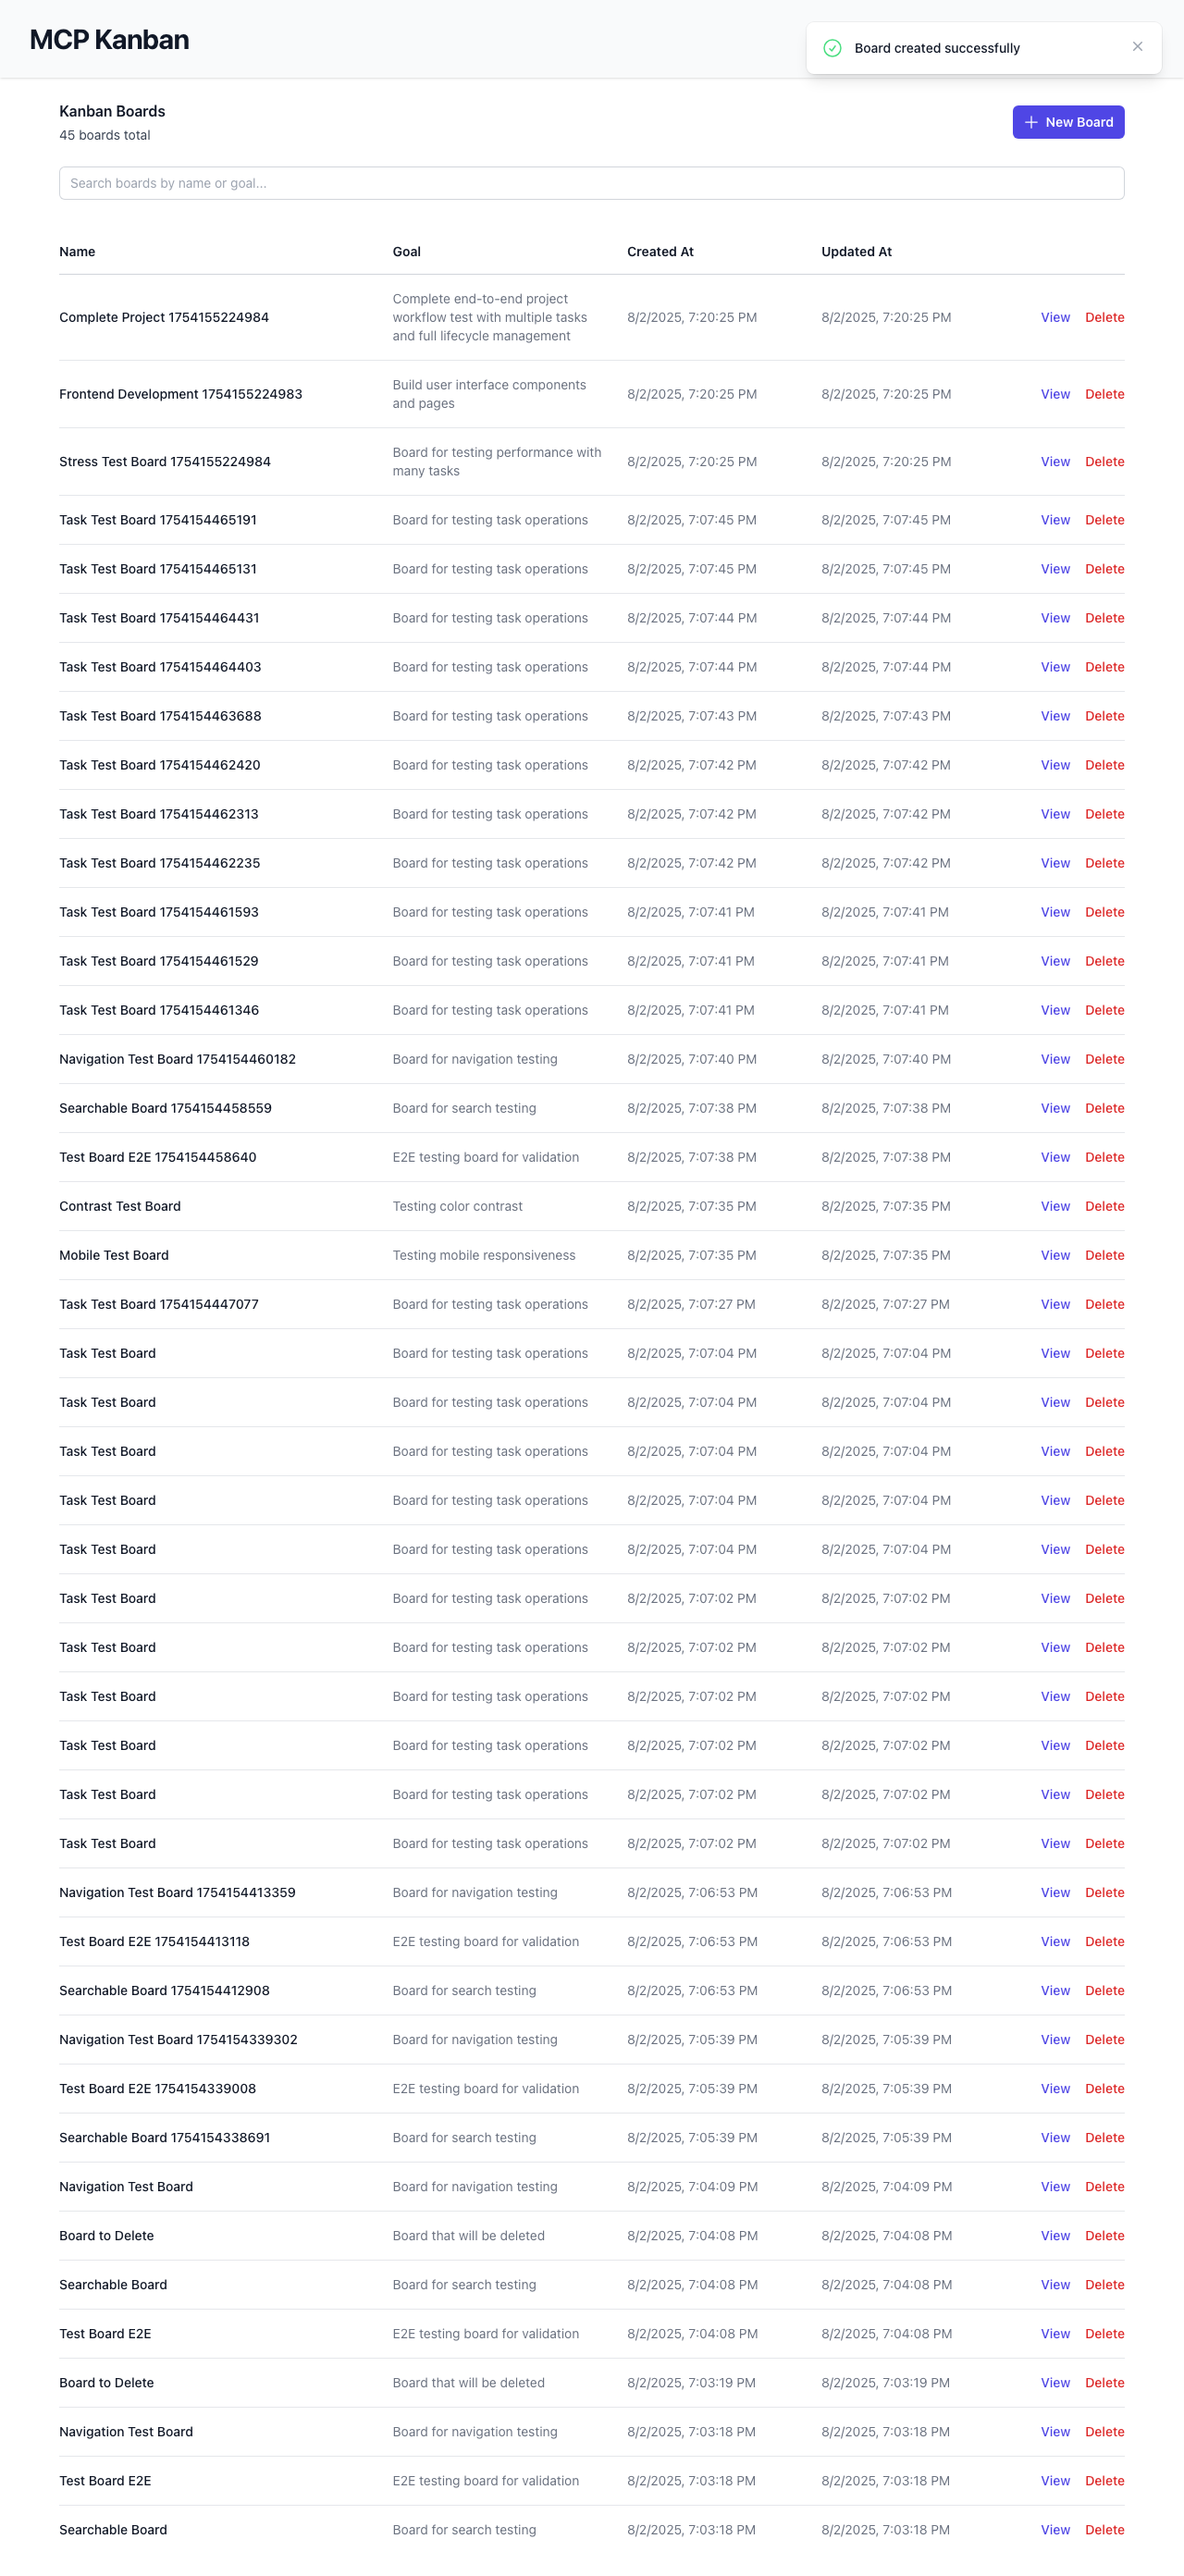 MCP Kanban
Board created successfully
Kanban Boards
45 boards total
New Board
Search boards by name or goal...
Name Goal Created At Updated At
Complete Project 1754155224984 Complete end-to-end project workflow test with multiple tasks and full lifecycle management 8/2/2025, 7:20:25 PM 8/2/2025, 7:20:25 PM View Delete
Frontend Development 1754155224983 Build user interface components and pages 8/2/2025, 7:20:25 PM 8/2/2025, 7:20:25 PM View Delete
Stress Test Board 1754155224984 Board for testing performance with many tasks 8/2/2025, 7:20:25 PM 8/2/2025, 7:20:25 PM View Delete
Task Test Board 1754154465191 Board for testing task operations 8/2/2025, 7:07:45 PM 8/2/2025, 7:07:45 PM View Delete
Task Test Board 1754154465131 Board for testing task operations 8/2/2025, 7:07:45 PM 8/2/2025, 7:07:45 PM View Delete
Task Test Board 1754154464431 Board for testing task operations 8/2/2025, 7:07:44 PM 8/2/2025, 7:07:44 PM View Delete
Task Test Board 1754154464403 Board for testing task operations 8/2/2025, 7:07:44 PM 8/2/2025, 7:07:44 PM View Delete
Task Test Board 1754154463688 Board for testing task operations 8/2/2025, 7:07:43 PM 8/2/2025, 7:07:43 PM View Delete
Task Test Board 1754154462420 Board for testing task operations 8/2/2025, 7:07:42 PM 8/2/2025, 7:07:42 PM View Delete
Task Test Board 1754154462313 Board for testing task operations 8/2/2025, 7:07:42 PM 8/2/2025, 7:07:42 PM View Delete
Task Test Board 1754154462235 Board for testing task operations 8/2/2025, 7:07:42 PM 8/2/2025, 7:07:42 PM View Delete
Task Test Board 1754154461593 Board for testing task operations 8/2/2025, 7:07:41 PM 8/2/2025, 7:07:41 PM View Delete
Task Test Board 1754154461529 Board for testing task operations 8/2/2025, 7:07:41 PM 8/2/2025, 7:07:41 PM View Delete
Task Test Board 1754154461346 Board for testing task operations 8/2/2025, 7:07:41 PM 8/2/2025, 7:07:41 PM View Delete
Navigation Test Board 1754154460182 Board for navigation testing 8/2/2025, 7:07:40 PM 8/2/2025, 7:07:40 PM View Delete
Searchable Board 1754154458559 Board for search testing 8/2/2025, 7:07:38 PM 8/2/2025, 7:07:38 PM View Delete
Test Board E2E 1754154458640 E2E testing board for validation 8/2/2025, 7:07:38 PM 8/2/2025, 7:07:38 PM View Delete
Contrast Test Board Testing color contrast 8/2/2025, 7:07:35 PM 8/2/2025, 7:07:35 PM View Delete
Mobile Test Board Testing mobile responsiveness 8/2/2025, 7:07:35 PM 8/2/2025, 7:07:35 PM View Delete
Task Test Board 1754154447077 Board for testing task operations 8/2/2025, 7:07:27 PM 8/2/2025, 7:07:27 PM View Delete
Task Test Board Board for testing task operations 8/2/2025, 7:07:04 PM 8/2/2025, 7:07:04 PM View Delete
Task Test Board Board for testing task operations 8/2/2025, 7:07:04 PM 8/2/2025, 7:07:04 PM View Delete
Task Test Board Board for testing task operations 8/2/2025, 7:07:04 PM 8/2/2025, 7:07:04 PM View Delete
Task Test Board Board for testing task operations 8/2/2025, 7:07:04 PM 8/2/2025, 7:07:04 PM View Delete
Task Test Board Board for testing task operations 8/2/2025, 7:07:04 PM 8/2/2025, 7:07:04 PM View Delete
Task Test Board Board for testing task operations 8/2/2025, 7:07:02 PM 8/2/2025, 7:07:02 PM View Delete
Task Test Board Board for testing task operations 8/2/2025, 7:07:02 PM 8/2/2025, 7:07:02 PM View Delete
Task Test Board Board for testing task operations 8/2/2025, 7:07:02 PM 8/2/2025, 7:07:02 PM View Delete
Task Test Board Board for testing task operations 8/2/2025, 7:07:02 PM 8/2/2025, 7:07:02 PM View Delete
Task Test Board Board for testing task operations 8/2/2025, 7:07:02 PM 8/2/2025, 7:07:02 PM View Delete
Task Test Board Board for testing task operations 8/2/2025, 7:07:02 PM 8/2/2025, 7:07:02 PM View Delete
Navigation Test Board 1754154413359 Board for navigation testing 8/2/2025, 7:06:53 PM 8/2/2025, 7:06:53 PM View Delete
Test Board E2E 1754154413118 E2E testing board for validation 8/2/2025, 7:06:53 PM 8/2/2025, 7:06:53 PM View Delete
Searchable Board 1754154412908 Board for search testing 8/2/2025, 7:06:53 PM 8/2/2025, 7:06:53 PM View Delete
Navigation Test Board 1754154339302 Board for navigation testing 8/2/2025, 7:05:39 PM 8/2/2025, 7:05:39 PM View Delete
Test Board E2E 1754154339008 E2E testing board for validation 8/2/2025, 7:05:39 PM 8/2/2025, 7:05:39 PM View Delete
Searchable Board 1754154338691 Board for search testing 8/2/2025, 7:05:39 PM 8/2/2025, 7:05:39 PM View Delete
Navigation Test Board Board for navigation testing 8/2/2025, 7:04:09 PM 8/2/2025, 7:04:09 PM View Delete
Board to Delete Board that will be deleted 8/2/2025, 7:04:08 PM 8/2/2025, 7:04:08 PM View Delete
Searchable Board Board for search testing 8/2/2025, 7:04:08 PM 8/2/2025, 7:04:08 PM View Delete
Test Board E2E E2E testing board for validation 8/2/2025, 7:04:08 PM 8/2/2025, 7:04:08 PM View Delete
Board to Delete Board that will be deleted 8/2/2025, 7:03:19 PM 8/2/2025, 7:03:19 PM View Delete
Navigation Test Board Board for navigation testing 8/2/2025, 7:03:18 PM 8/2/2025, 7:03:18 PM View Delete
Test Board E2E E2E testing board for validation 8/2/2025, 7:03:18 PM 8/2/2025, 7:03:18 PM View Delete
Searchable Board Board for search testing 8/2/2025, 7:03:18 PM 8/2/2025, 7:03:18 PM View Delete